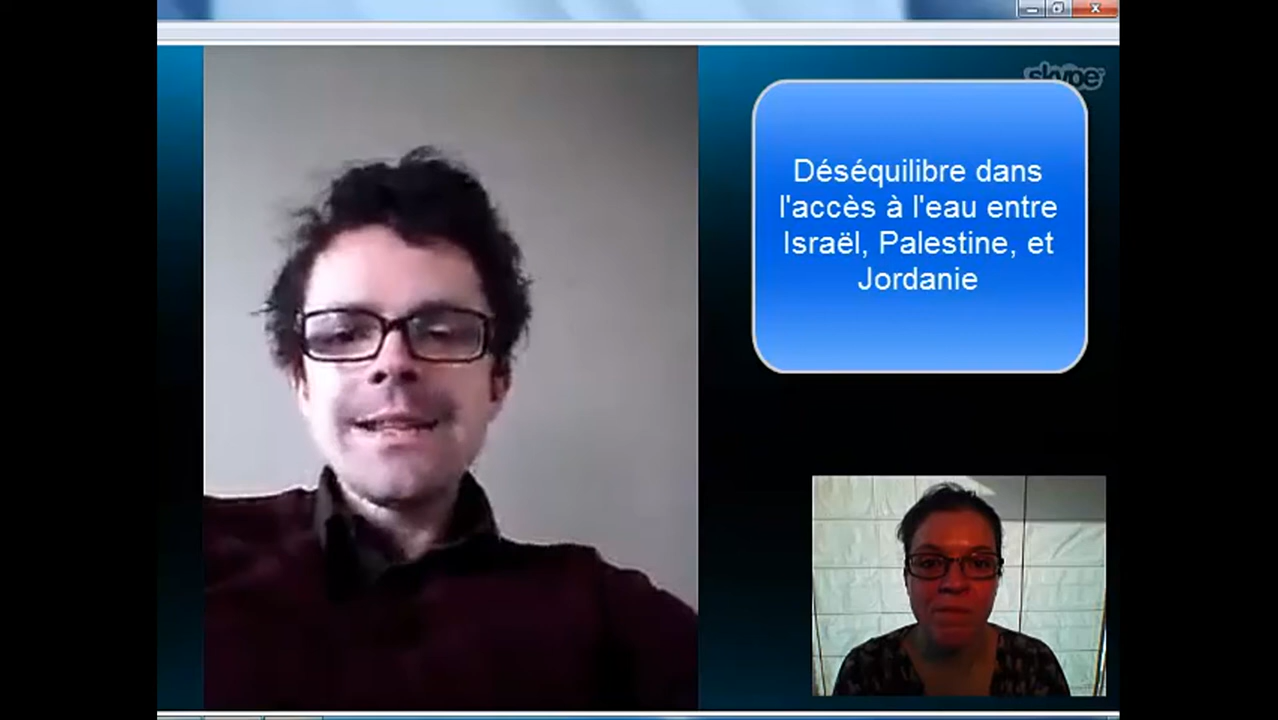 skype
Déséquilibre dans
l'accès à l'eau entre
Israël, Palestine, et
Jordanie